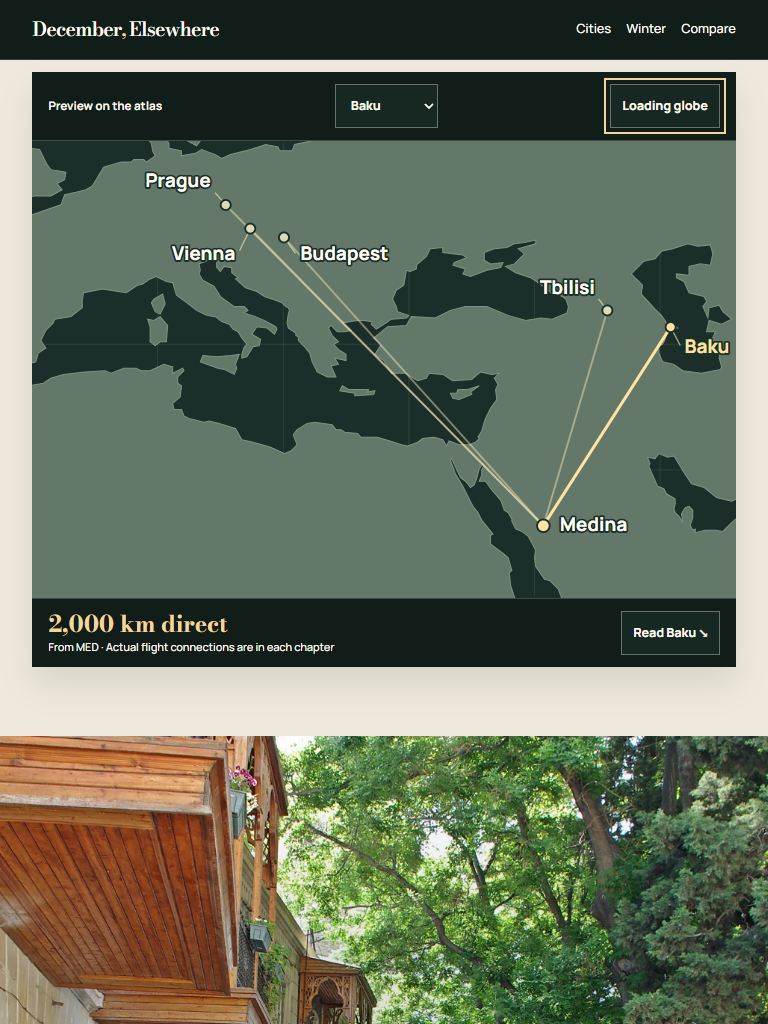 December, Elsewhere
Cities Winter Compare
Preview on the atlas
Baku
Loading globe
Prague
Vienna
Budapest
Tbilisi
Baku
Medina
2,000 km direct
From MED · Actual flight connections are in each chapter
Read Baku ↘